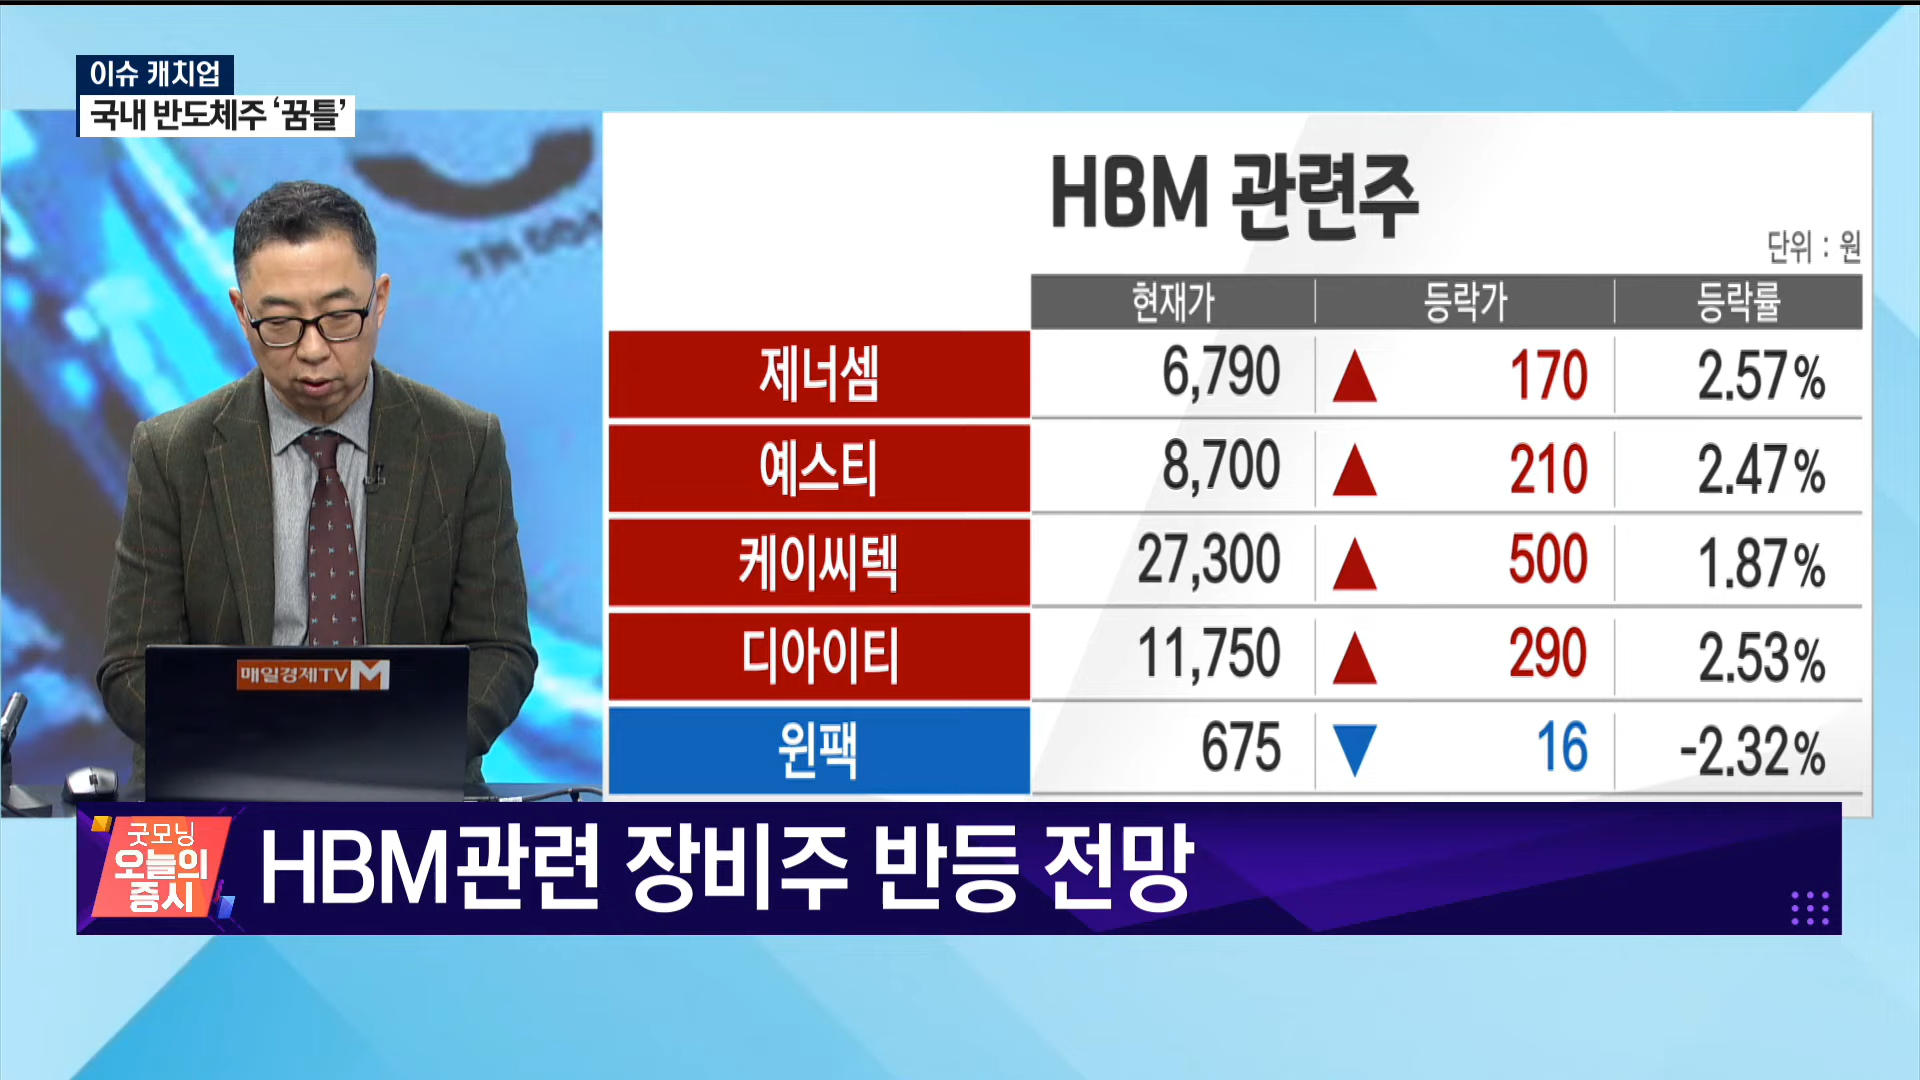 이슈 캐치업
국내 반도체주 ‘꿈틀’
HBM 관련주
단위 : 원
현재가 등락가 등락률
제너셈 6,790 ▲ 170 2.57%
예스티 8,700 ▲ 210 2.47%
케이씨텍 27,300 ▲ 500 1.87%
디아이티 11,750 ▲ 290 2.53%
윈팩 675 ▼ 16 -2.32%
매일경제TV M
굿모닝
오늘의
증시
HBM관련 장비주 반등 전망